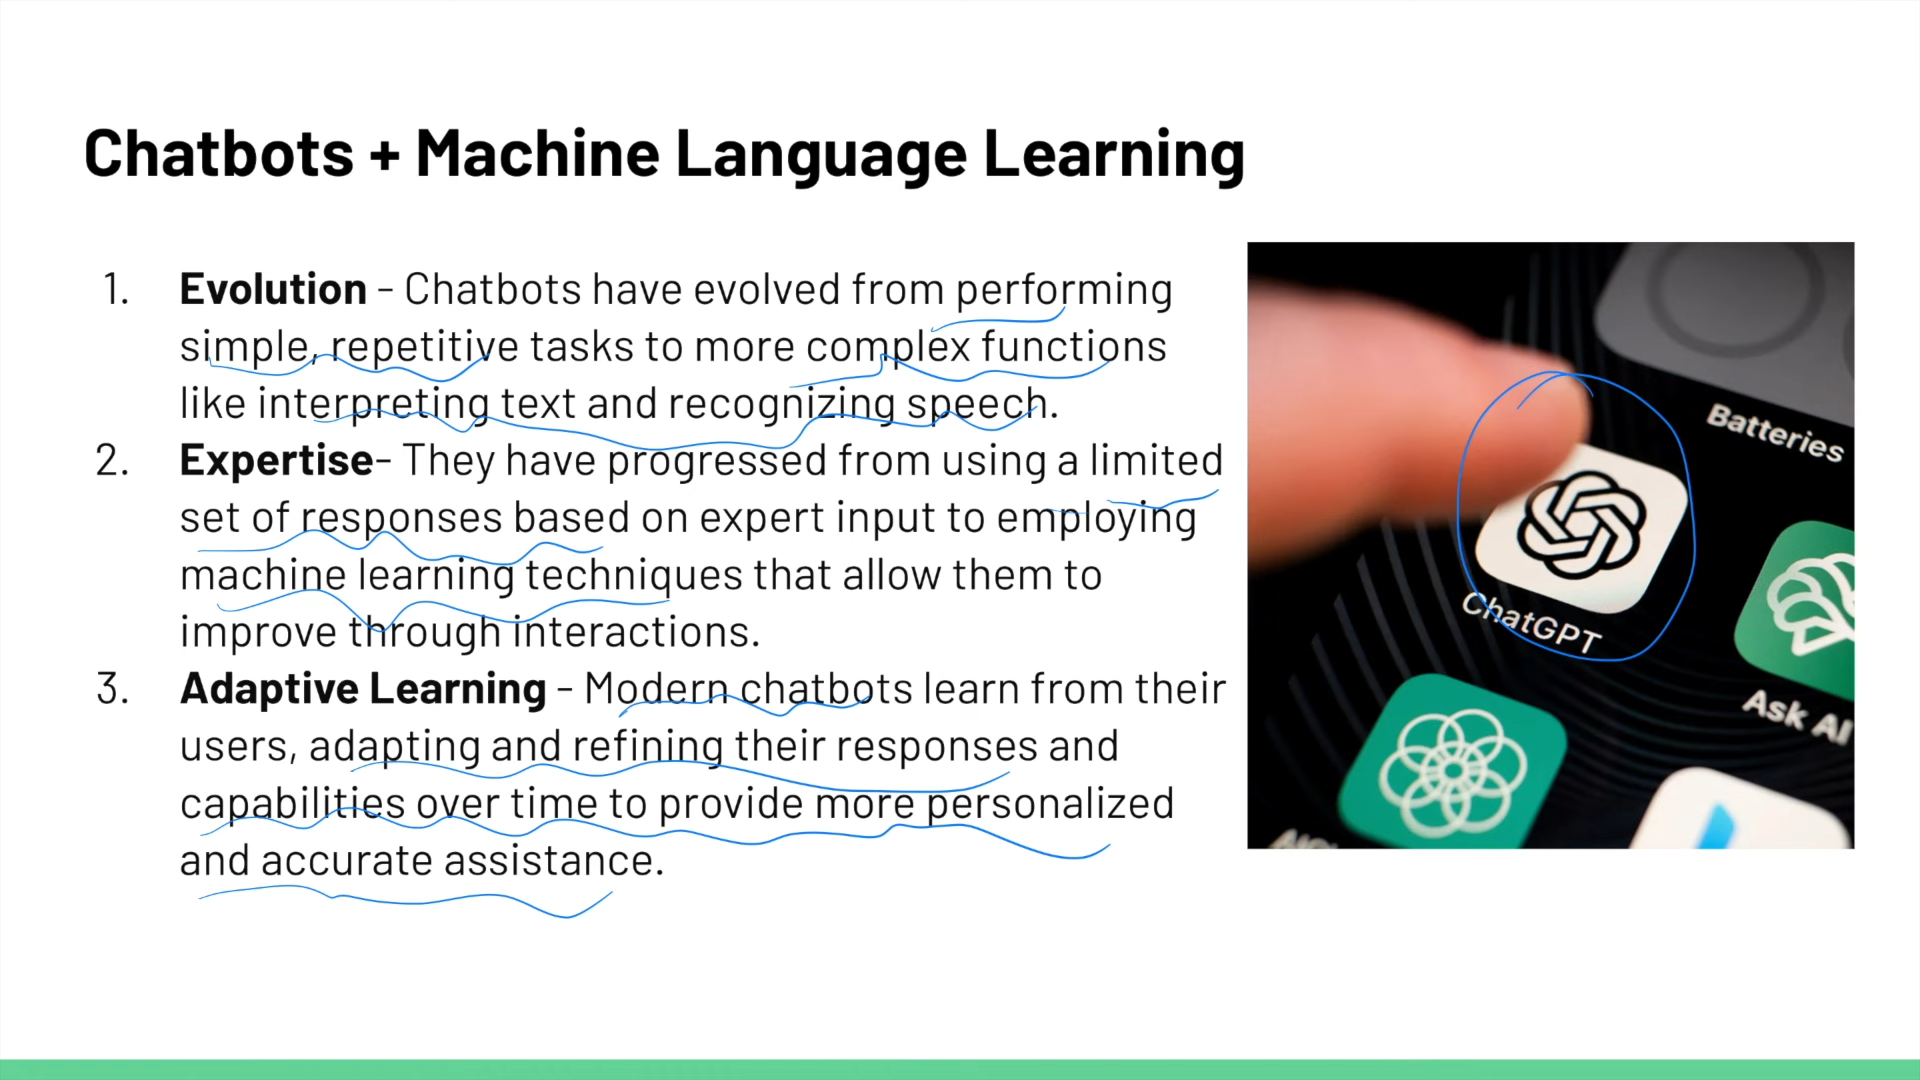 Chatbots + Machine Language Learning
1. Evolution - Chatbots have evolved from performing
simple, repetitive tasks to more complex functions
like interpreting text and recognizing speech.
2. Expertise- They have progressed from using a limited
set of responses based on expert input to employing
machine learning techniques that allow them to
improve through interactions.
3. Adaptive Learning - Modern chatbots learn from their
users, adapting and refining their responses and
capabilities over time to provide more personalized
and accurate assistance.
Batteries
ChatGPT
Ask AI